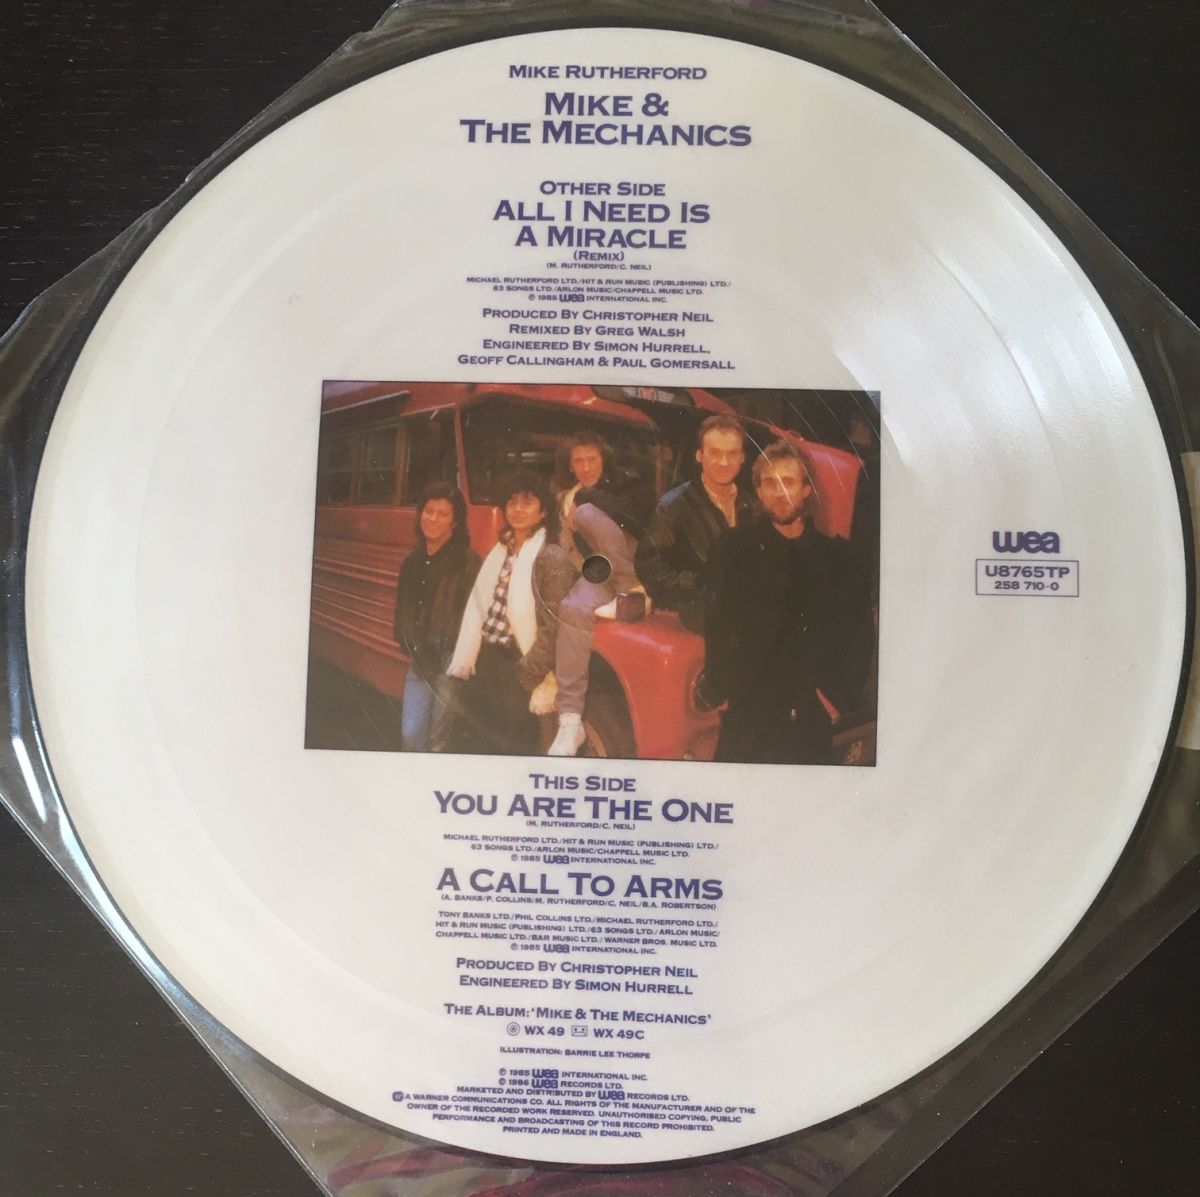 MIKE RUTHERFORD
MIKE &
THE MECHANICS
OTHER SIDE
ALL I NEED IS
A MIRACLE
(REMIX)
(M. RUTHERFORD/C. NEIL)
MICHAEL RUTHERFORD LTD./HIT & RUN MUSIC (PUBLISHING) LTD./
63 SONGS LTD./ARLON MUSIC/CHAPPELL MUSIC LTD.
℗ 1985 wea INTERNATIONAL INC.
PRODUCED BY CHRISTOPHER NEIL
REMIXED BY GREG WALSH
ENGINEERED BY SIMON HURRELL,
GEOFF CALLINGHAM & PAUL GOMERSALL
wea
U8765TP
258 710-0
THIS SIDE
YOU ARE THE ONE
(M. RUTHERFORD/C. NEIL)
MICHAEL RUTHERFORD LTD./HIT & RUN MUSIC (PUBLISHING) LTD./
63 SONGS LTD./ARLON MUSIC/CHAPPELL MUSIC LTD.
℗ 1985 wea INTERNATIONAL INC.
A CALL TO ARMS
(A. BANKS/P. COLLINS/M. RUTHERFORD/C. NEIL/B.A. ROBERTSON)
TONY BANKS LTD./PHIL COLLINS LTD./MICHAEL RUTHERFORD LTD./
HIT & RUN MUSIC (PUBLISHING) LTD./63 SONGS LTD./ARLON MUSIC/
CHAPPELL MUSIC LTD./BAR MUSIC LTD./WARNER BROS. MUSIC LTD.
℗ 1985 wea INTERNATIONAL INC.
PRODUCED BY CHRISTOPHER NEIL
ENGINEERED BY SIMON HURRELL
THE ALBUM: 'MIKE & THE MECHANICS'
WX 49 WX 49C
ILLUSTRATION: BARRIE LEE THORPE
℗ 1985 wea INTERNATIONAL INC.
© 1986 wea RECORDS LTD.
MARKETED AND DISTRIBUTED BY wea RECORDS LTD.
A WARNER COMMUNICATIONS CO. ALL RIGHTS OF THE MANUFACTURER AND OF THE
OWNER OF THE RECORDED WORK RESERVED. UNAUTHORISED COPYING, PUBLIC
PERFORMANCE AND BROADCASTING OF THIS RECORD PROHIBITED.
PRINTED AND MADE IN ENGLAND.